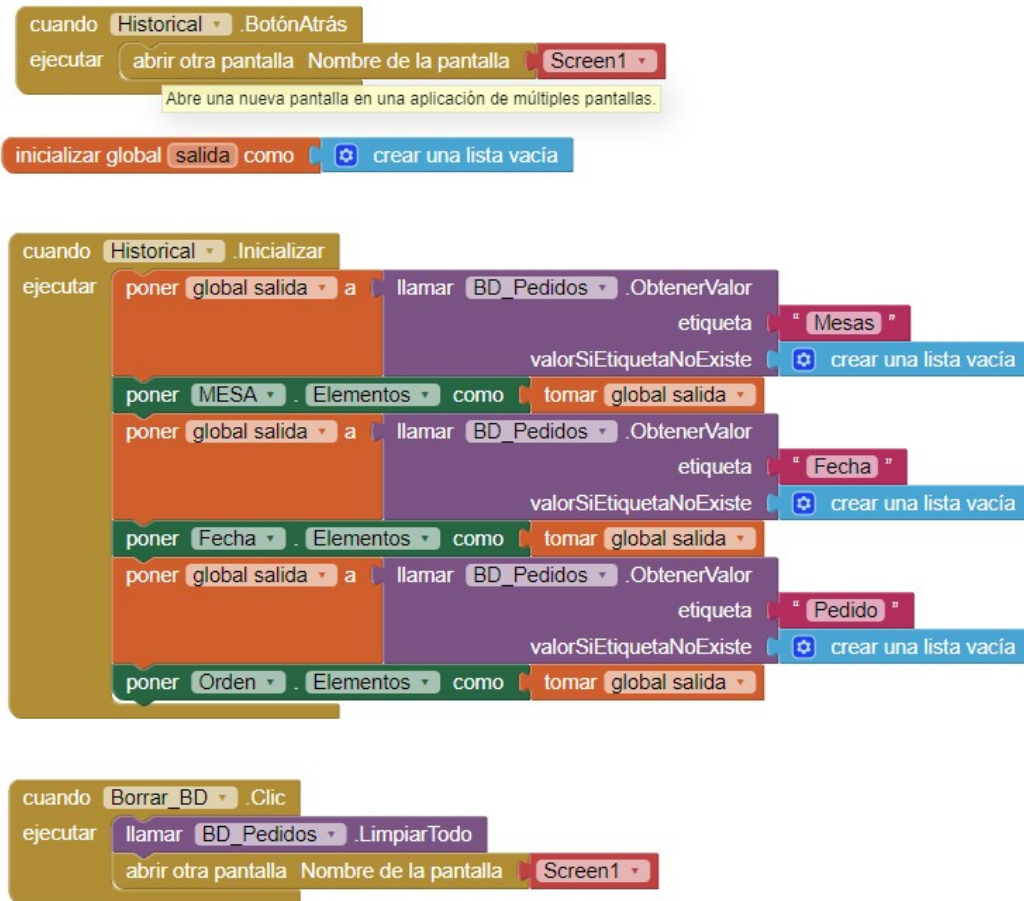 cuando Historical .BotónAtrás
ejecutar abrir otra pantalla Nombre de la pantalla Screen1
Abre una nueva pantalla en una aplicación de múltiples pantallas.
inicializar global salida como crear una lista vacía
cuando Historical .Inicializar
ejecutar poner global salida a llamar BD_Pedidos .ObtenerValor
etiqueta " Mesas "
valorSiEtiquetaNoExiste crear una lista vacía
poner MESA . Elementos como tomar global salida
poner global salida a llamar BD_Pedidos .ObtenerValor
etiqueta " Fecha "
valorSiEtiquetaNoExiste crear una lista vacía
poner Fecha . Elementos como tomar global salida
poner global salida a llamar BD_Pedidos .ObtenerValor
etiqueta " Pedido "
valorSiEtiquetaNoExiste crear una lista vacía
poner Orden . Elementos como tomar global salida
cuando Borrar_BD .Clic
ejecutar llamar BD_Pedidos .LimpiarTodo
abrir otra pantalla Nombre de la pantalla Screen1